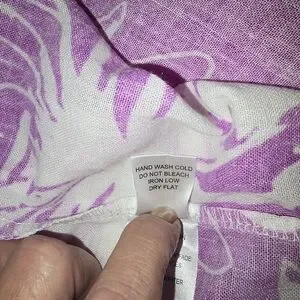 HAND WASH COLD
DO NOT BLEACH
IRON LOW
DRY FLAT